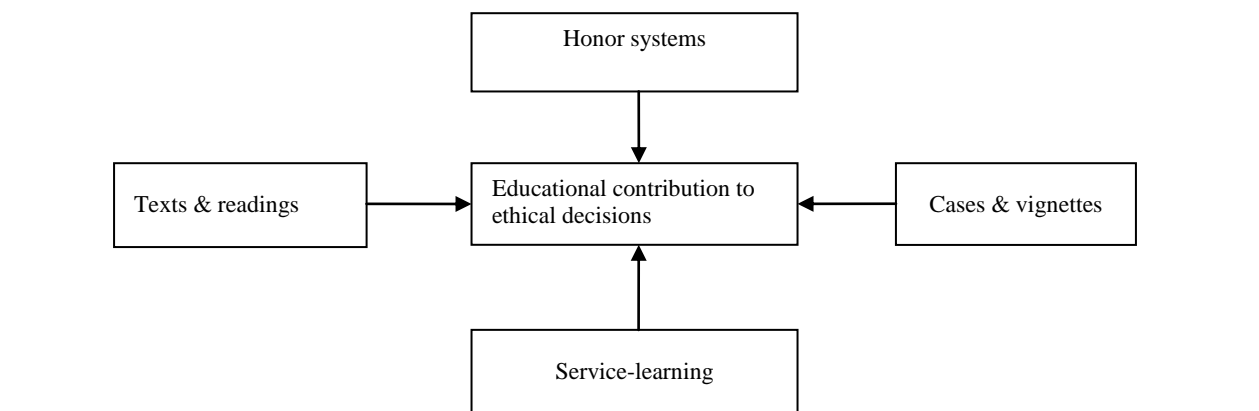 Honor systems
Texts & readings
Educational contribution to
ethical decisions
Cases & vignettes
Service-learning